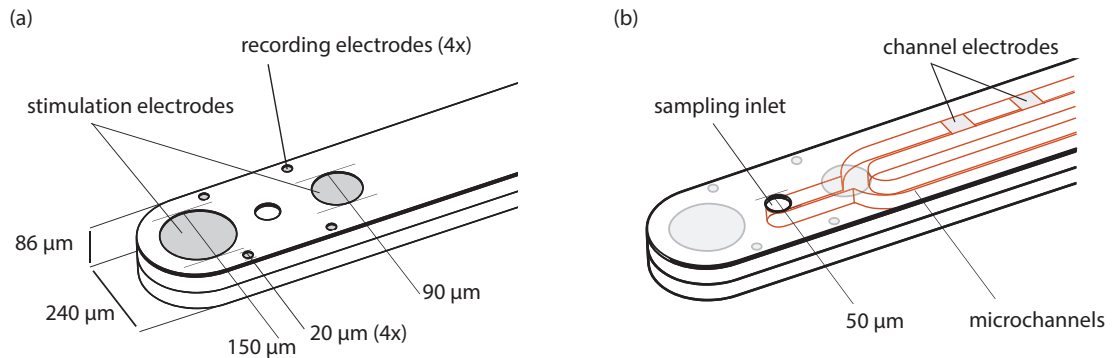 (a)
recording electrodes (4x)
stimulation electrodes
86 µm
240 µm
150 µm
20 µm (4x)
90 µm
(b)
channel electrodes
sampling inlet
50 µm
microchannels